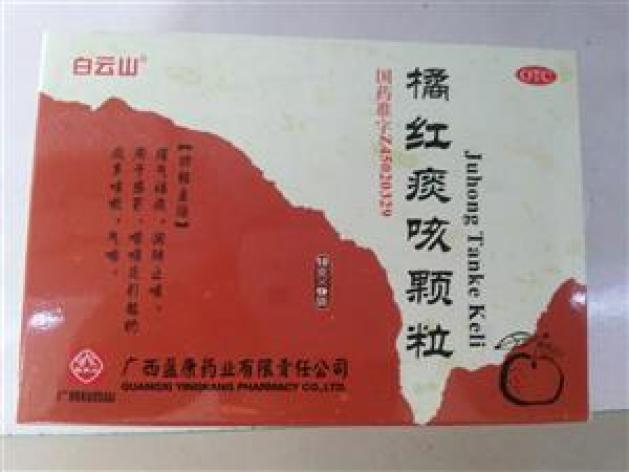 白云山®
OTC
橘红痰咳颗粒
Juhong Tanke Keli
国药准字Z45020329
【功能主治】
理气祛痰,润肺止咳。
用于感冒、咽喉炎引起的
痰多咳嗽,气喘。
广西盈康药业有限责任公司
GUANGXI YINGKANG PHARMACY CO.,LTD.